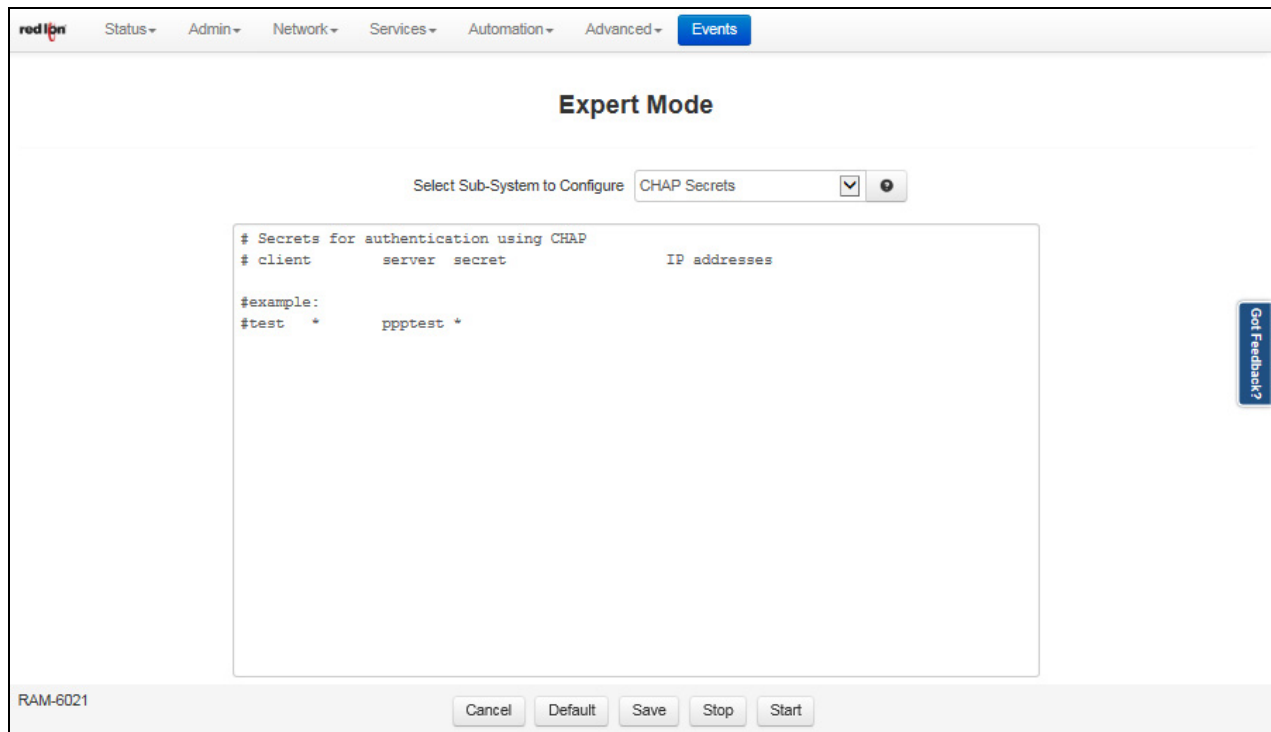 red lion Status Admin Network Services Automation Advanced Events
Expert Mode
Select Sub-System to Configure CHAP Secrets
# Secrets for authentication using CHAP
# client server secret IP addresses
#example:
#test * ppptest *
Got Feedback?
RAM-6021 Cancel Default Save Stop Start